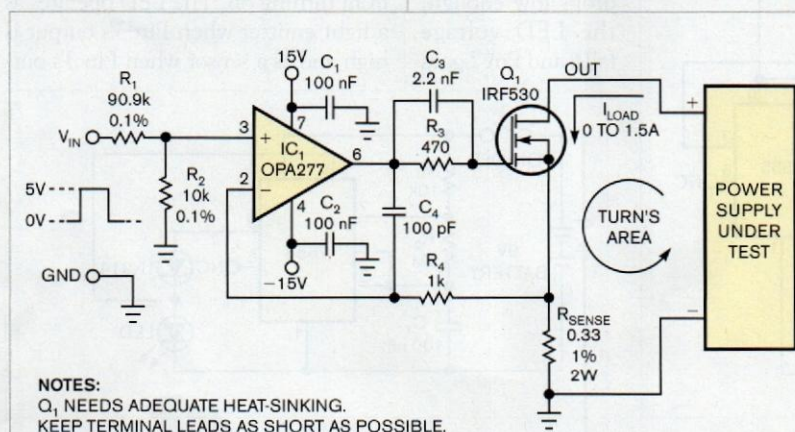 15V
C1
100 nF
C3
2.2 nF
Q1
IRF530
OUT
ILOAD
0 TO 1.5A
+
R1
90.9k
0.1%
VIN
3
+
7
IC1
OPA277
6
R3
470
2
−
4
R2
10k
0.1%
5V
0V
C2
100 nF
C4
100 pF
TURN'S
AREA
POWER
SUPPLY
UNDER
TEST
GND
−15V
R4
1k
−
RSENSE
0.33
1%
2W
NOTES:
Q1 NEEDS ADEQUATE HEAT-SINKING.
KEEP TERMINAL LEADS AS SHORT AS POSSIBLE.